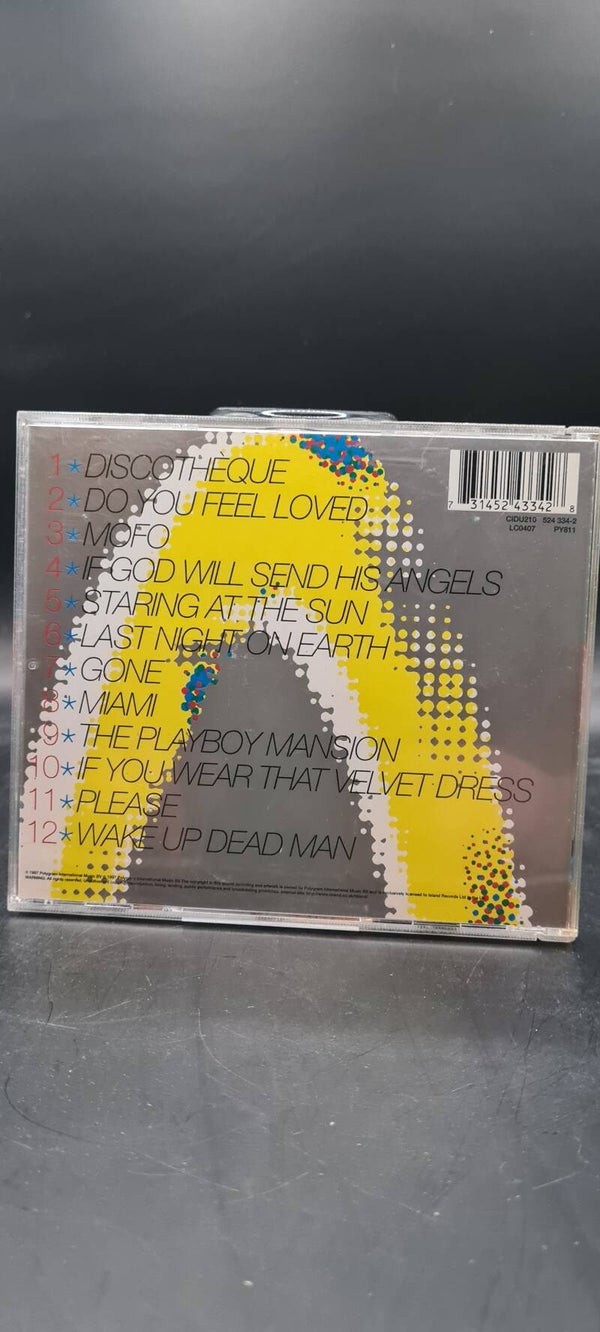 1*DISCOTHÈQUE
2*DO YOU FEEL LOVED
3*MOFO
4*IF GOD WILL SEND HIS ANGELS
5*STARING AT THE SUN
6*LAST NIGHT ON EARTH
7*GONE
8*MIAMI
9*THE PLAYBOY MANSION
10*IF YOU WEAR THAT VELVET DRESS
11*PLEASE
12*WAKE UP DEAD MAN
7 31452 43342 8
CIDU210 524 334-2
LC0407 PY811